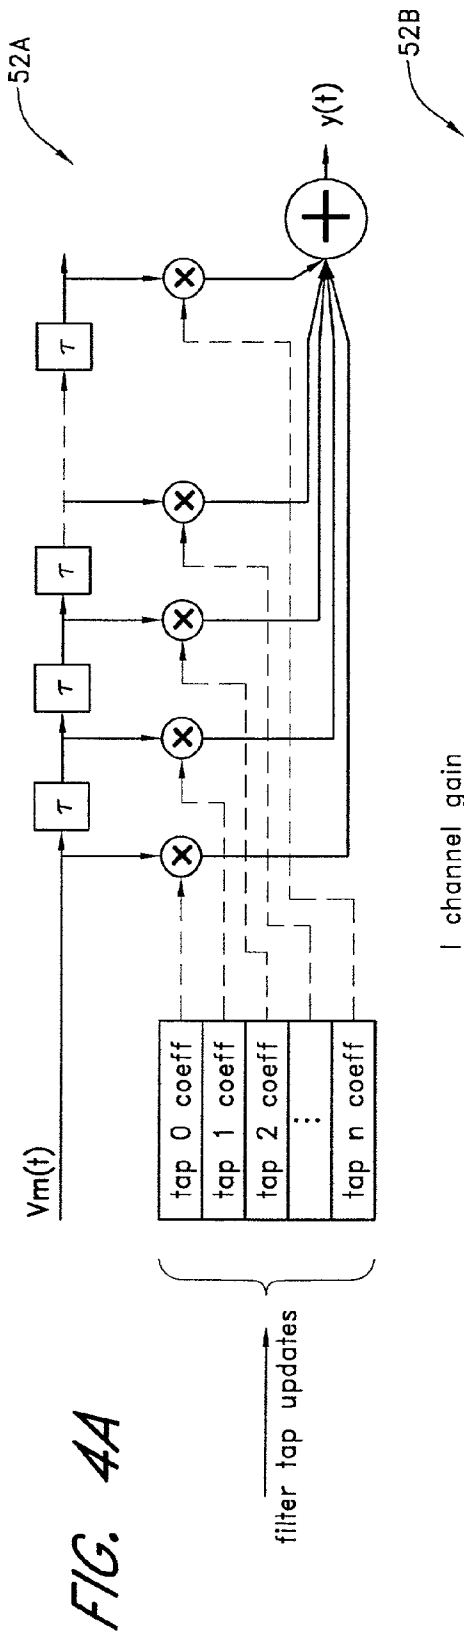 FIG. 4A
52A
Vm(t)
τ
τ
τ
τ
×
×
×
×
×
+
y(t)
tap 0 coeff
tap 1 coeff
tap 2 coeff
⋮
tap n coeff
filter tap updates
52B
I channel gain